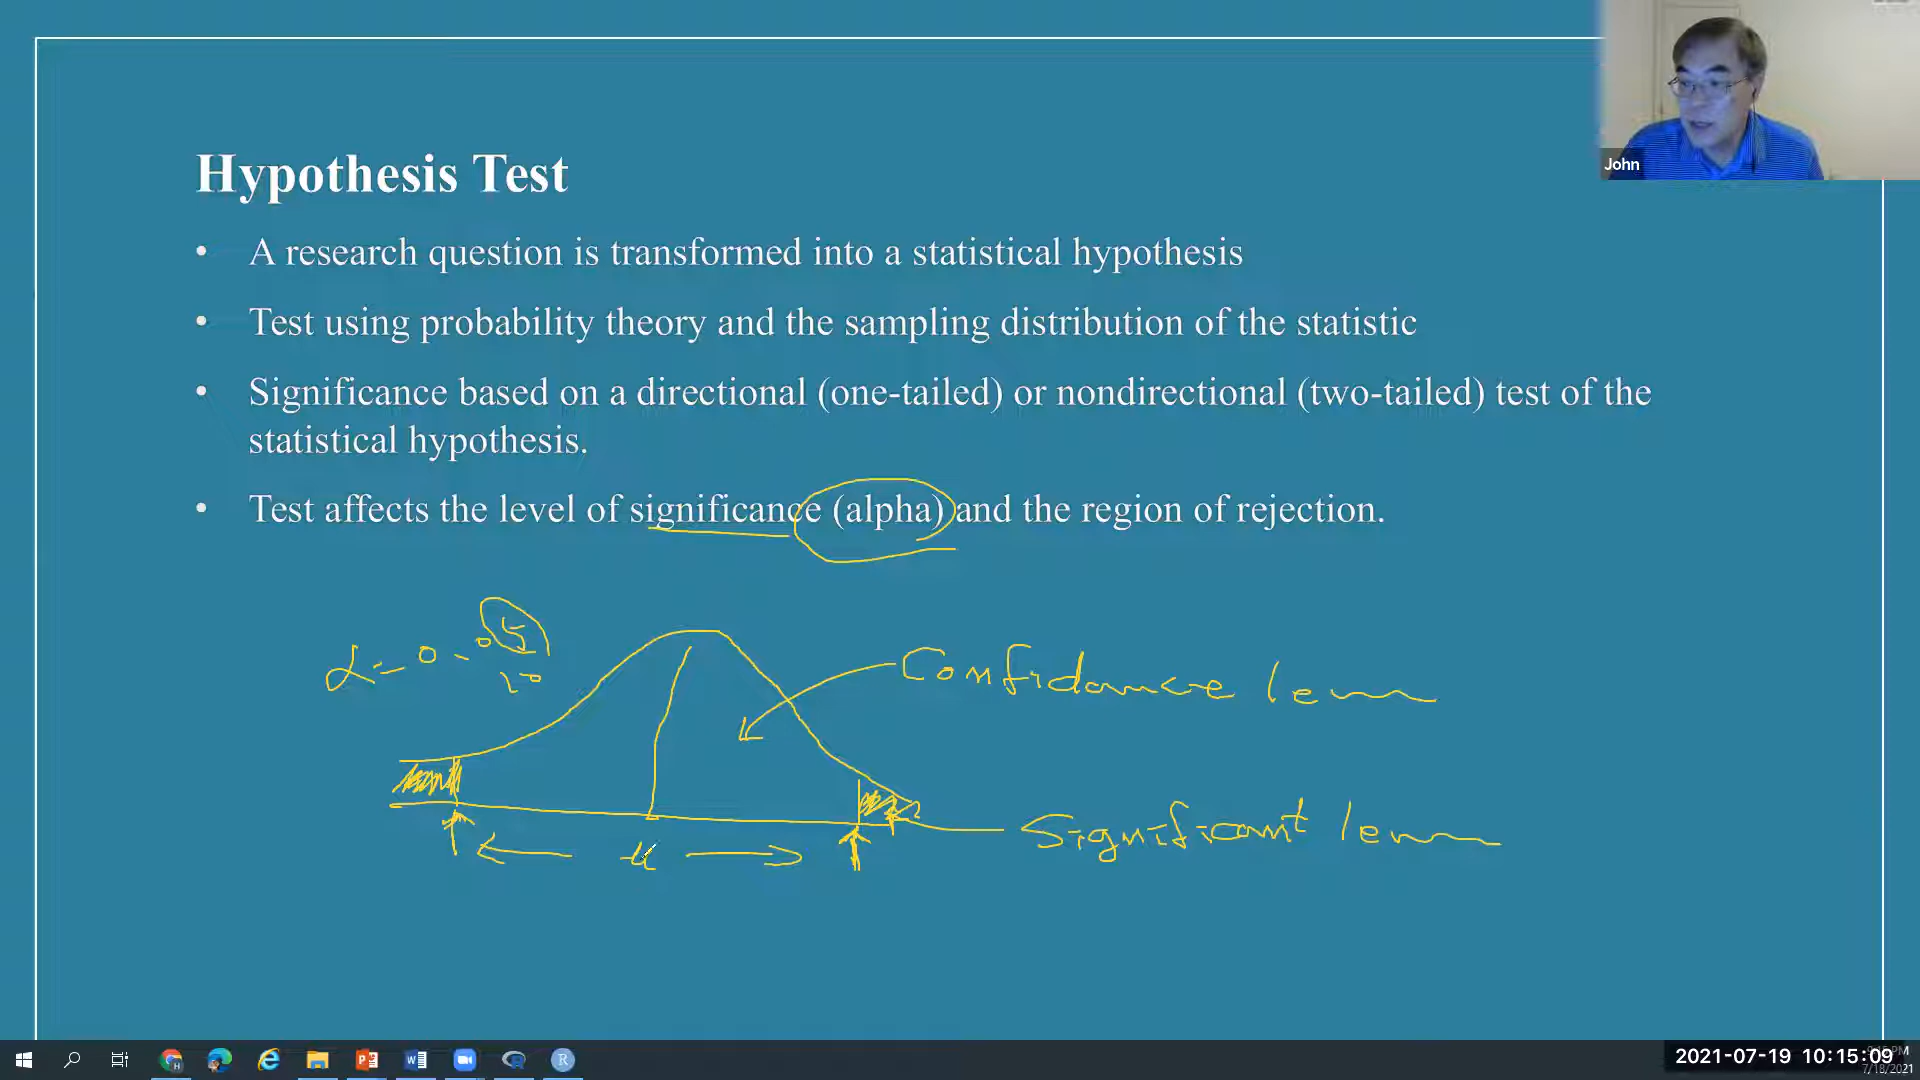 John
Hypothesis Test
• A research question is transformed into a statistical hypothesis
• Test using probability theory and the sampling distribution of the statistic
• Significance based on a directional (one-tailed) or nondirectional (two-tailed) test of the
statistical hypothesis.
• Test affects the level of significance (alpha) and the region of rejection.
α = 0.05
Confidance
Significant
2021-07-19 10:15:09
7/18/2021